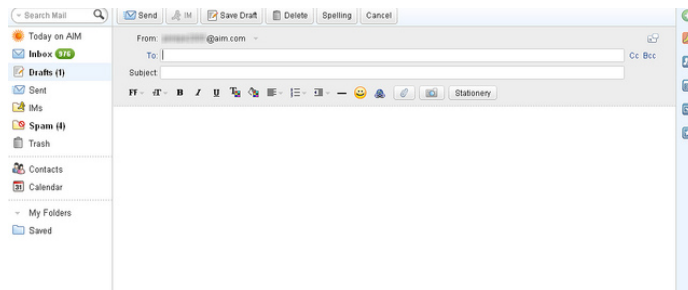 Search Mail
Send IM Save Draft Delete Spelling Cancel
Today on AIM
From: @aim.com
Inbox 976
To: Cc Bcc
Drafts (1)
Subject:
Sent
FF T B I U T Stationery
IMs
Spam (4)
Trash
Contacts
31 Calendar
My Folders
Saved